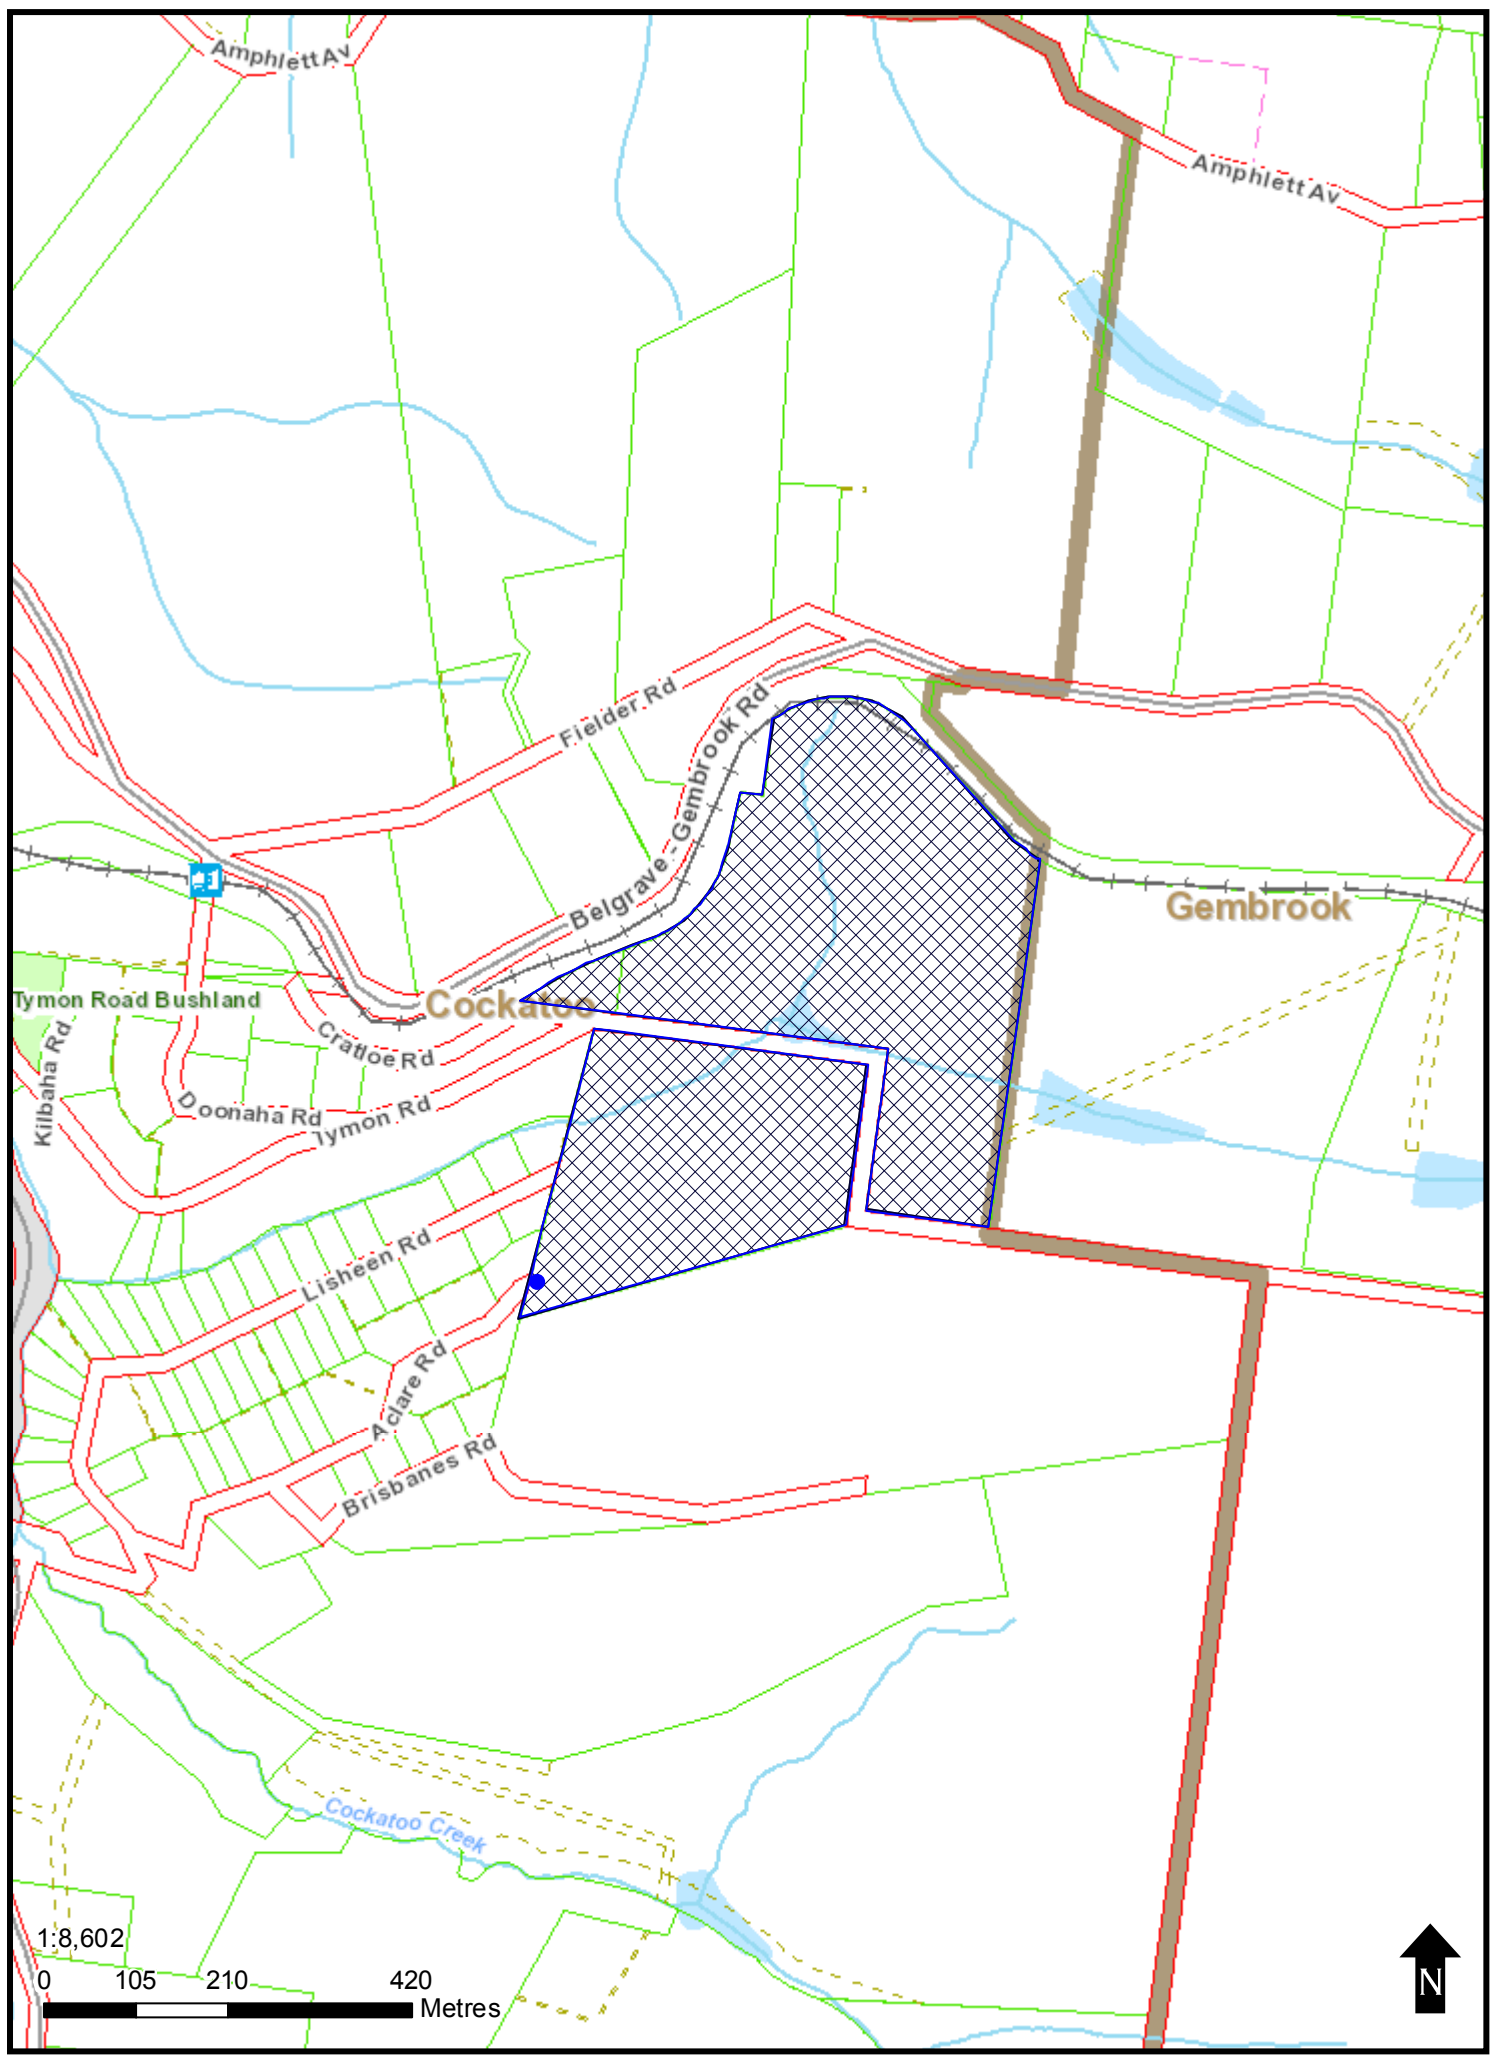 Amphlett Av
Amphlett Av
Fielder Rd
Belgrave - Gembrook Rd
Gembrook
Cockatoo
Tymon Road Bushland
Kilbaha Rd
Cratloe Rd
Doonaha Rd
Tymon Rd
Lisheen Rd
Aclare Rd
Brisbanes Rd
Cockatoo Creek
1:8,602
0 105 210 420
Metres
N